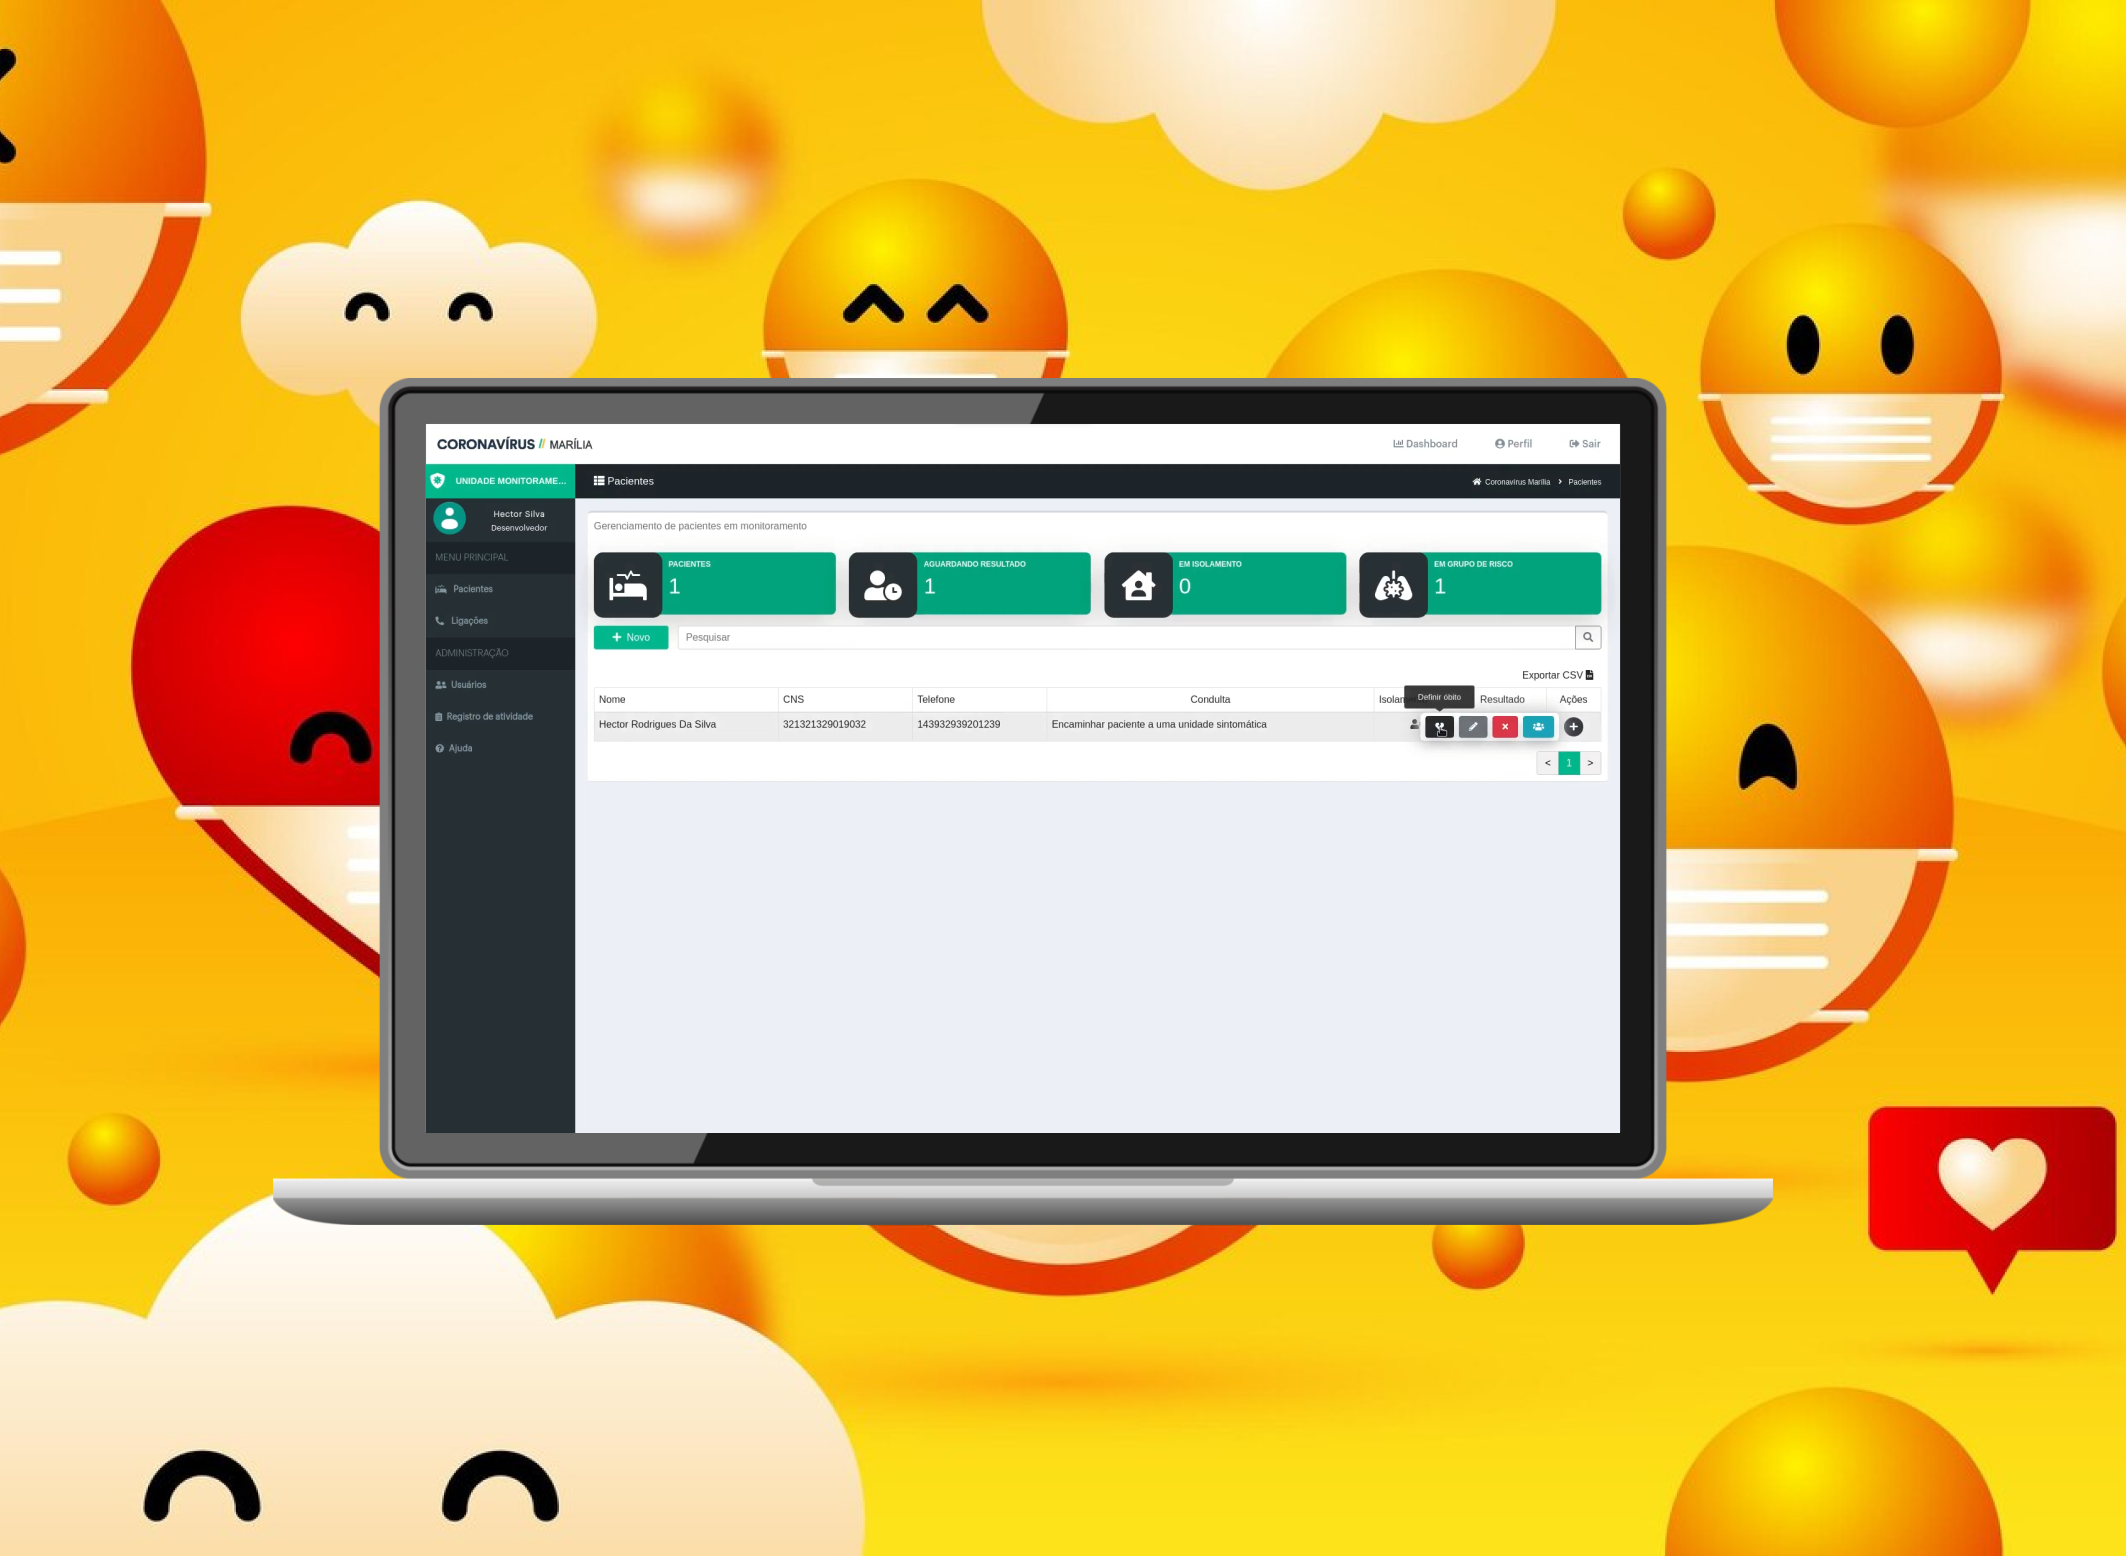 CORONAVÍRUS // MARÍLIA
Dashboard
Perfil
Sair
UNIDADE MONITORAME...
Pacientes
Coronavirus Marília > Pacientes
Hector Silva
Desenvolvedor
MENU PRINCIPAL
Pacientes
Ligações
ADMINISTRAÇÃO
Usuários
Registro de atividade
Ajuda
Gerenciamento de pacientes em monitoramento
PACIENTES
1
AGUARDANDO RESULTADO
1
EM ISOLAMENTO
0
EM GRUPO DE RISCO
1
+ Novo
Pesquisar
Exportar CSV
Definir óbito
Nome CNS Telefone Condulta Resultado Ações
Hector Rodrigues Da Silva 321321329019032 143932939201239 Encaminhar paciente a uma unidade sintomática
< 1 >